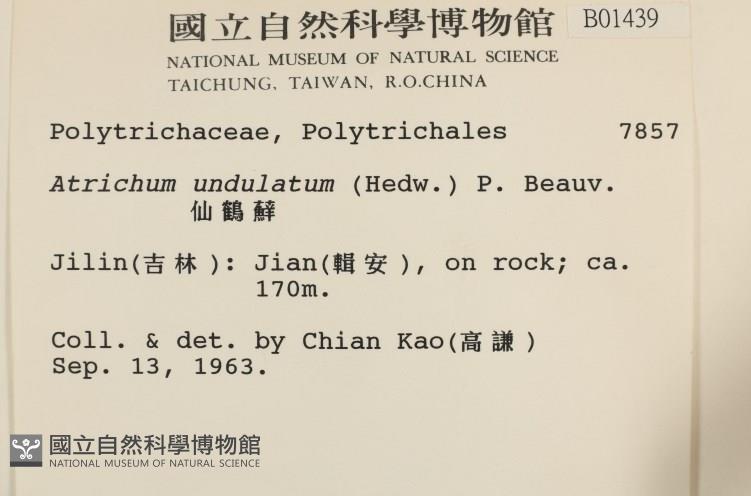 國立自然科學博物館 B01439
NATIONAL MUSEUM OF NATURAL SCIENCE
TAICHUNG, TAIWAN, R.O.CHINA
Polytrichaceae, Polytrichales 7857
Atrichum undulatum (Hedw.) P. Beauv.
仙鶴蘚
Jilin(吉林): Jian(輯安), on rock; ca.
170m.
Coll. & det. by Chian Kao(高謙)
Sep. 13, 1963.
國立自然科學博物館
NATIONAL MUSEUM OF NATURAL SCIENCE